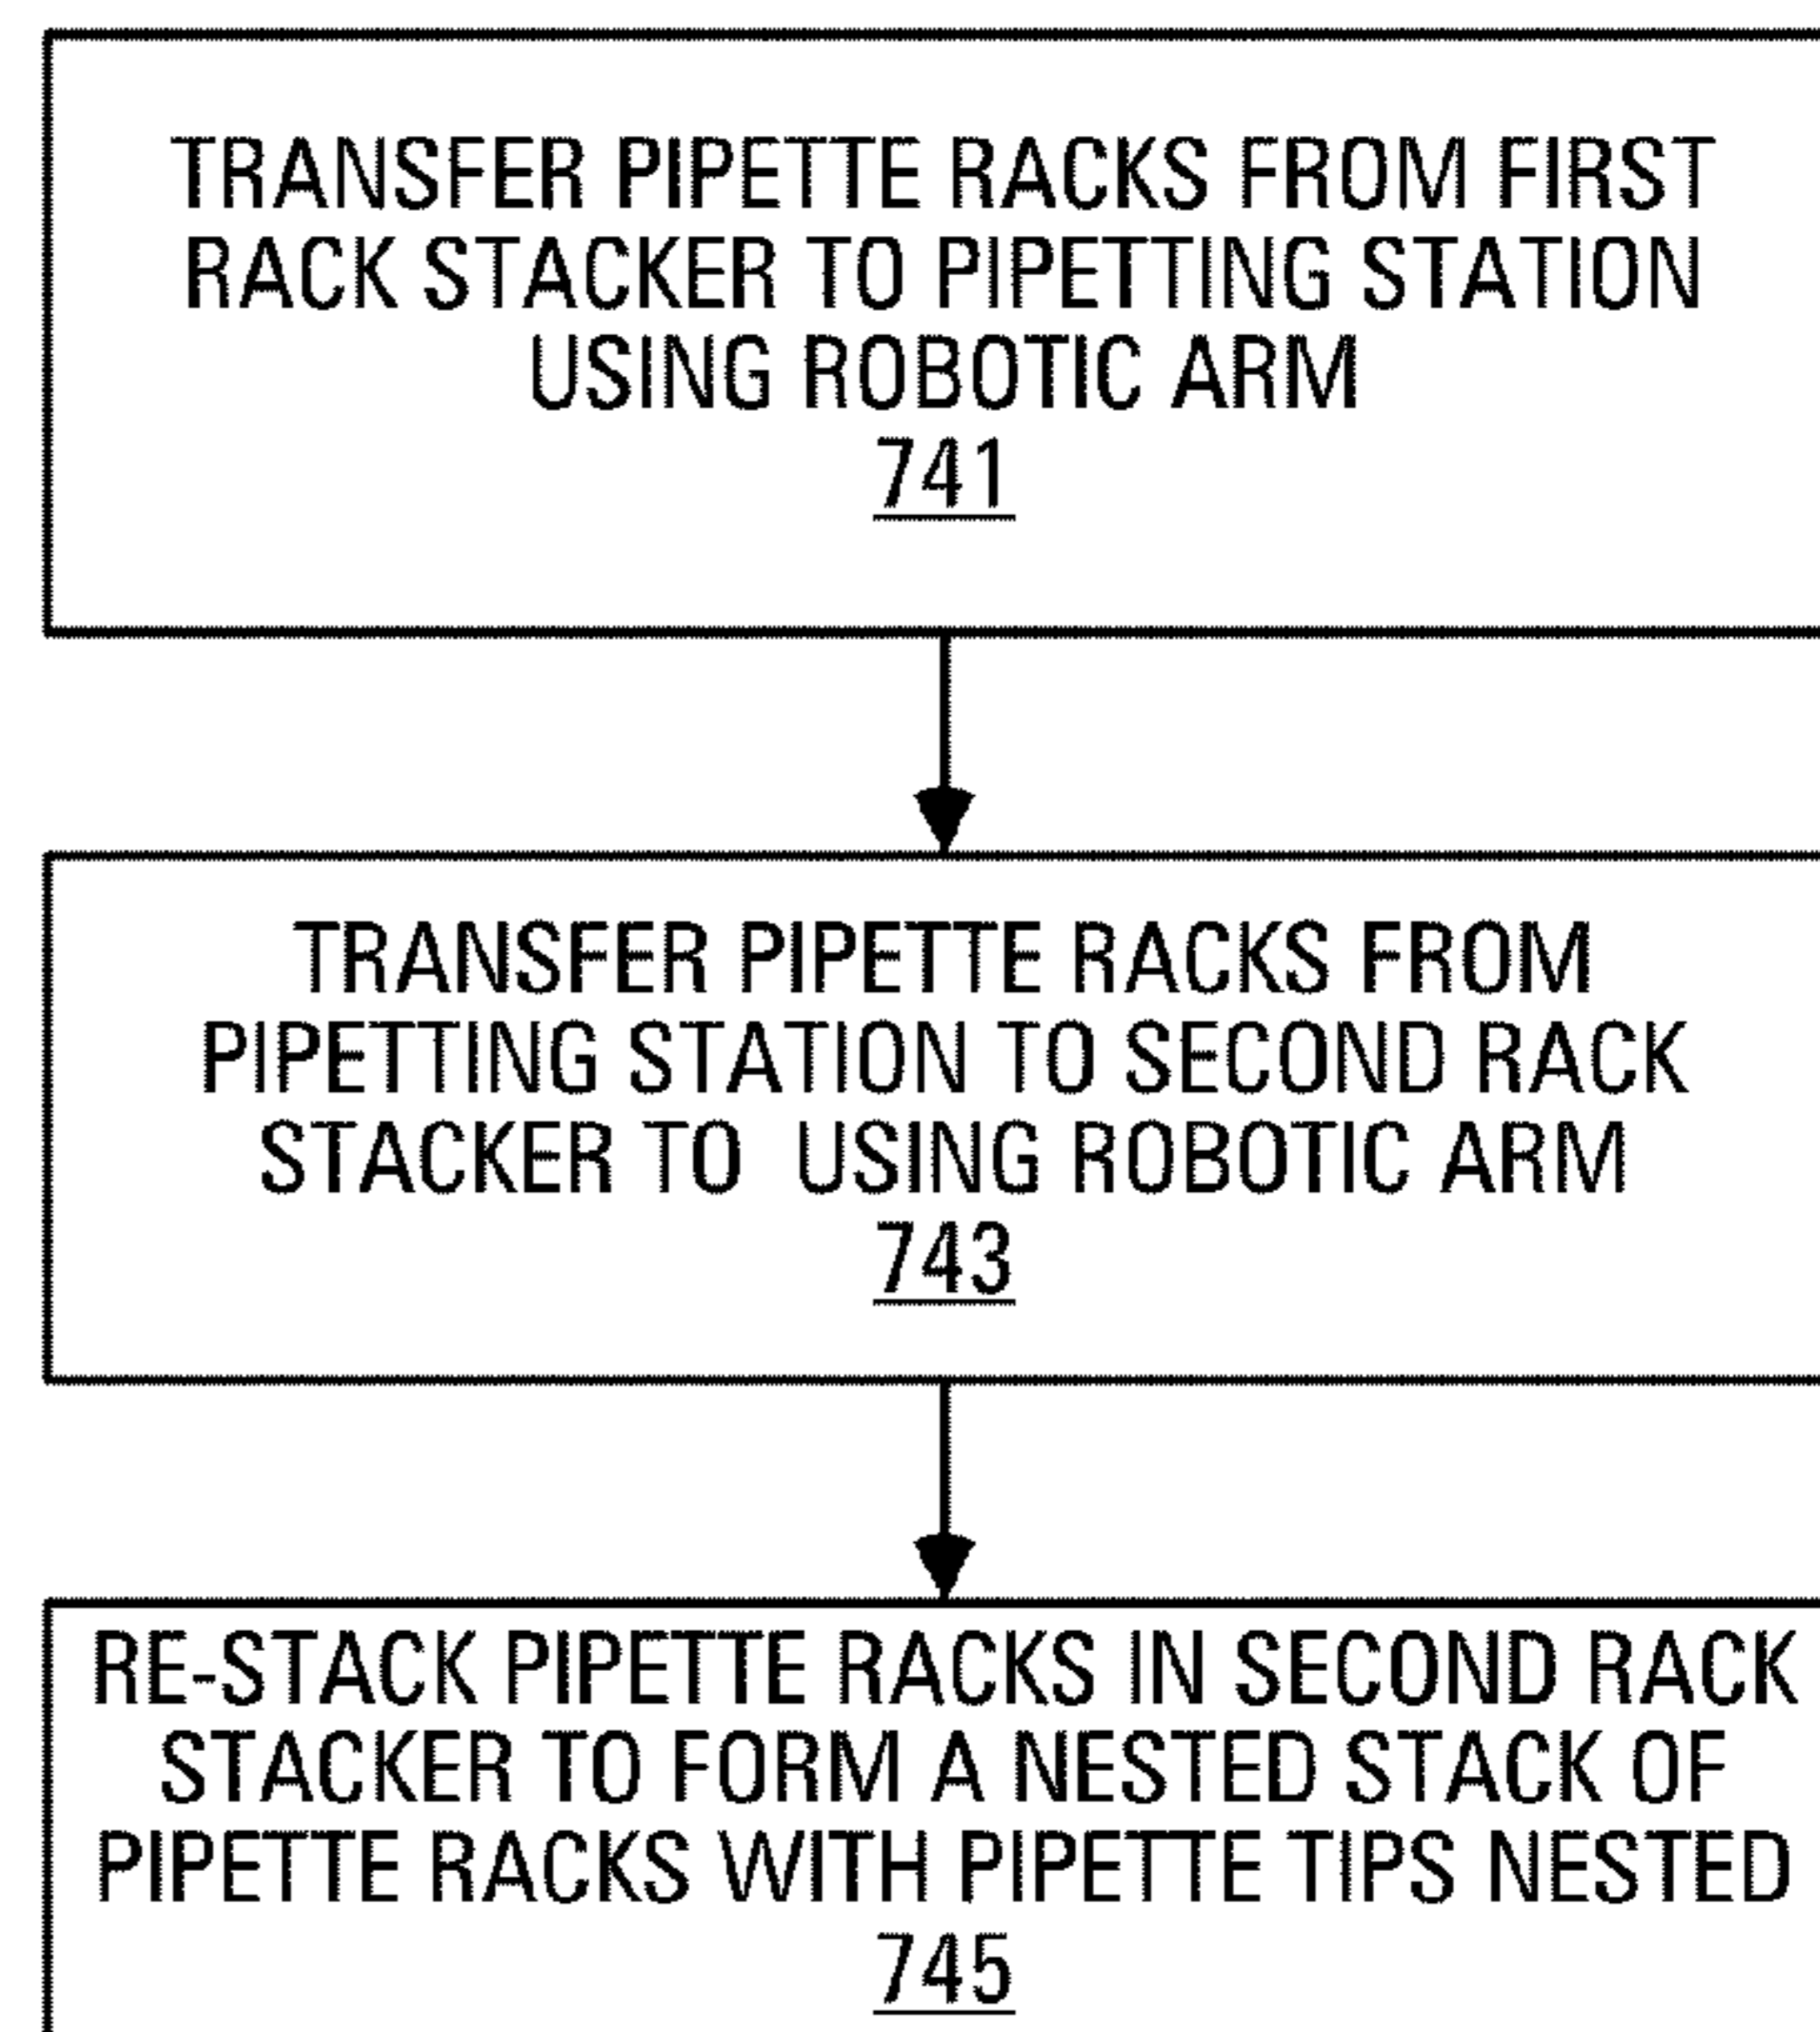 TRANSFER PIPETTE RACKS FROM FIRST
RACK STACKER TO PIPETTING STATION
USING ROBOTIC ARM
741
TRANSFER PIPETTE RACKS FROM
PIPETTING STATION TO SECOND RACK
STACKER TO USING ROBOTIC ARM
743
RE-STACK PIPETTE RACKS IN SECOND RACK
STACKER TO FORM A NESTED STACK OF
PIPETTE RACKS WITH PIPETTE TIPS NESTED
745